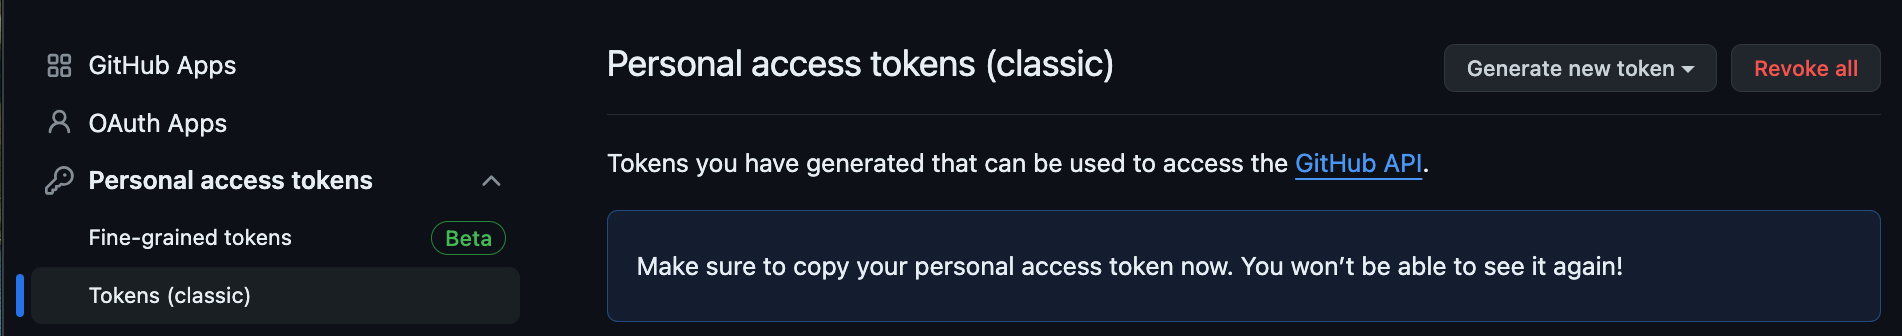 GitHub Apps
OAuth Apps
Personal access tokens
Fine-grained tokens Beta
Tokens (classic)
Personal access tokens (classic)
Generate new token
Revoke all
Tokens you have generated that can be used to access the GitHub API.
Make sure to copy your personal access token now. You won’t be able to see it again!